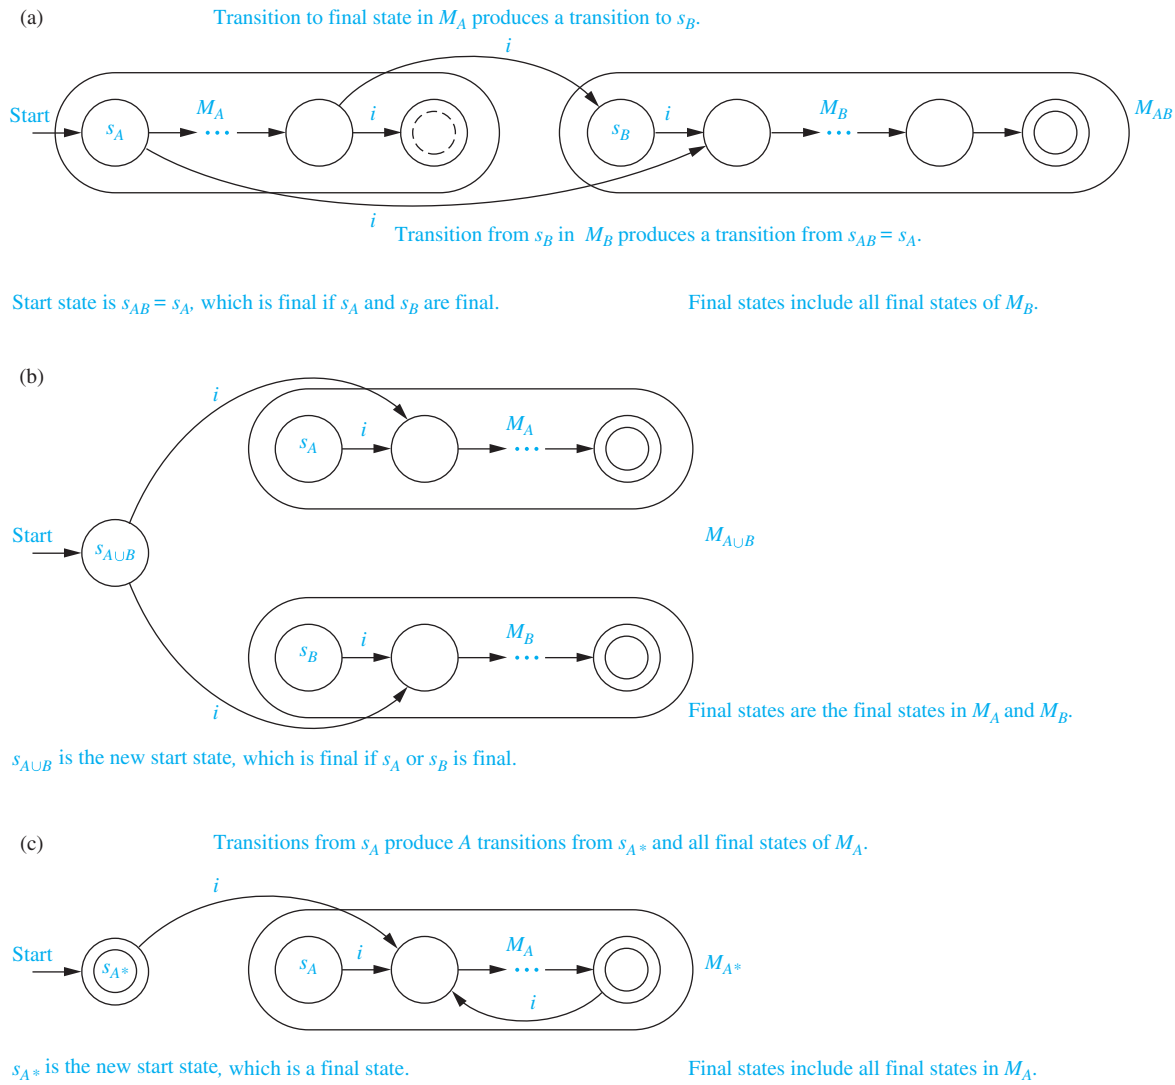 (a)
Transition to final state in M_A produces a transition to s_B.
i
Start
s_A
M_A
...
i
s_B
i
M_B
...
M_AB
i
Transition from s_B in M_B produces a transition from s_AB = s_A.
Start state is s_AB = s_A, which is final if s_A and s_B are final.
Final states include all final states of M_B.
(b)
i
s_A
i
M_A
...
Start
s_A∪B
M_A∪B
s_B
i
M_B
...
i
Final states are the final states in M_A and M_B.
s_A∪B is the new start state, which is final if s_A or s_B is final.
(c)
Transitions from s_A produce A transitions from s_A* and all final states of M_A.
i
Start
s_A*
s_A
i
M_A
...
i
M_A*
s_A* is the new start state, which is a final state.
Final states include all final states in M_A.